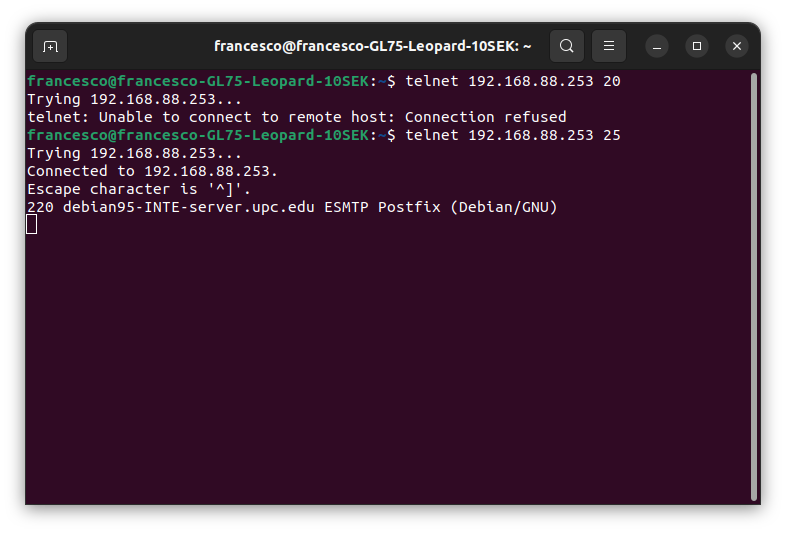 francesco@francesco-GL75-Leopard-10SEK: ~
francesco@francesco-GL75-Leopard-10SEK:~$ telnet 192.168.88.253 20
Trying 192.168.88.253...
telnet: Unable to connect to remote host: Connection refused
francesco@francesco-GL75-Leopard-10SEK:~$ telnet 192.168.88.253 25
Trying 192.168.88.253...
Connected to 192.168.88.253.
Escape character is '^]'.
220 debian95-INTE-server.upc.edu ESMTP Postfix (Debian/GNU)